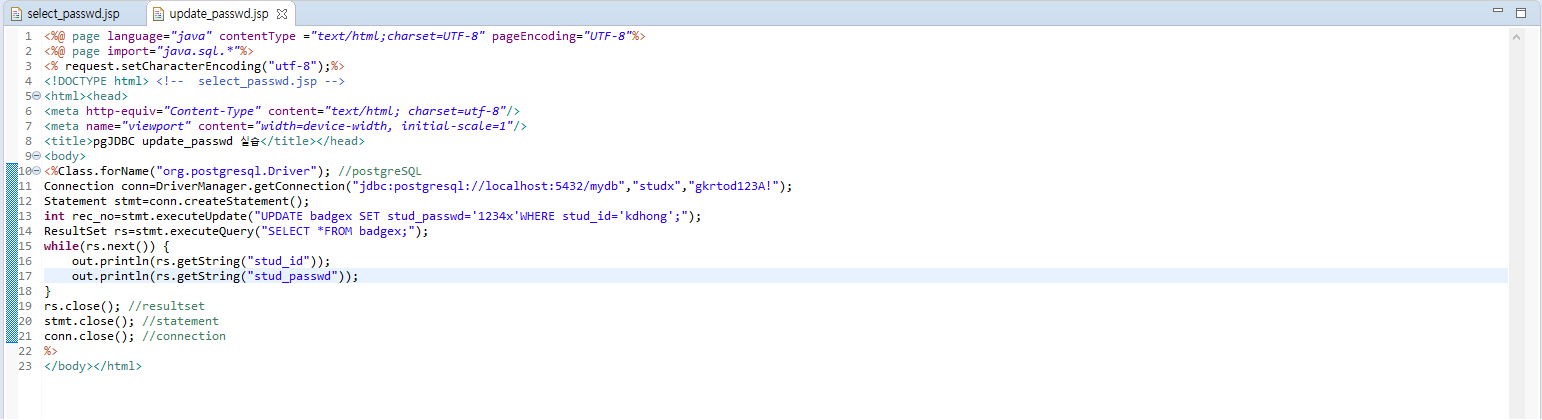 select_passwd.jsp update_passwd.jsp
1 <%@ page language="java" contentType ="text/html;charset=UTF-8" pageEncoding="UTF-8"%>
2 <%@ page import="java.sql.*"%>
3 <% request.setCharacterEncoding("utf-8");%>
4 <!DOCTYPE html> <!--  select_passwd.jsp -->
5 <html><head>
6 <meta http-equiv="Content-Type" content="text/html; charset=utf-8"/>
7 <meta name="viewport" content="width=device-width, initial-scale=1"/>
8 <title>pgJDBC update_passwd 실습</title></head>
9 <body>
10 <%Class.forName("org.postgresql.Driver"); //postgreSQL
11 Connection conn=DriverManager.getConnection("jdbc:postgresql://localhost:5432/mydb","studx","gkrtod123A!");
12 Statement stmt=conn.createStatement();
13 int rec_no=stmt.executeUpdate("UPDATE badgex SET stud_passwd='1234x'WHERE stud_id='kdhong';");
14 ResultSet rs=stmt.executeQuery("SELECT *FROM badgex;");
15 while(rs.next()) {
16     out.println(rs.getString("stud_id"));
17     out.println(rs.getString("stud_passwd"));
18 }
19 rs.close(); //resultset
20 stmt.close(); //statement
21 conn.close(); //connection
22 %>
23 </body></html>